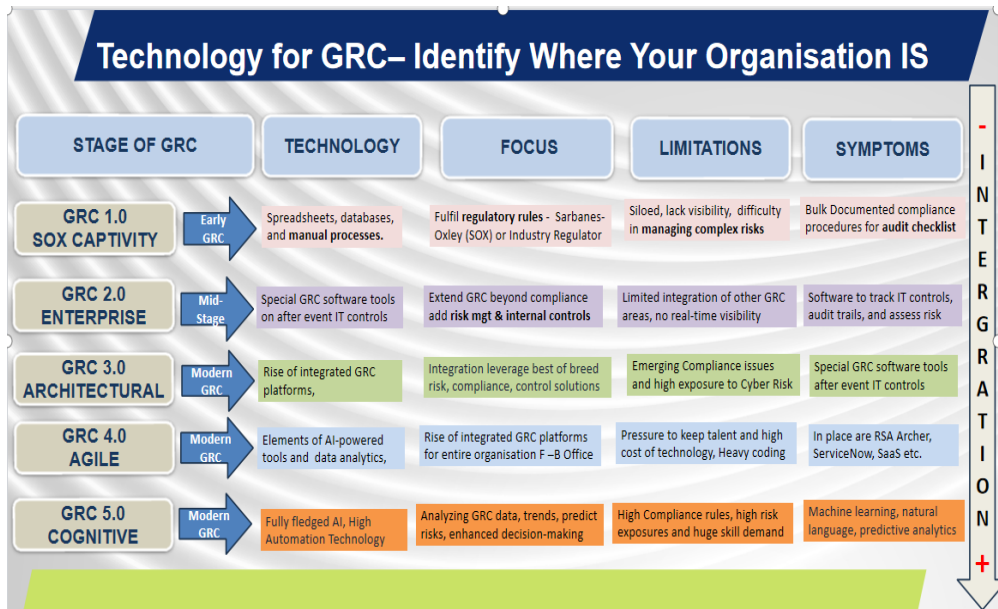 Technology for GRC– Identify Where Your Organisation IS
STAGE OF GRC
TECHNOLOGY
FOCUS
LIMITATIONS
SYMPTOMS
GRC 1.0
SOX CAPTIVITY
Early
GRC
Spreadsheets, databases,
and manual processes.
Fulfil regulatory rules - Sarbanes-
Oxley (SOX) or Industry Regulator
Siloed, lack visibility, difficulty
in managing complex risks
Bulk Documented compliance
procedures for audit checklist
GRC 2.0
ENTERPRISE
Mid-
Stage
Special GRC software tools
on after event IT controls
Extend GRC beyond compliance
add risk mgt & internal controls
Limited integration of other GRC
areas, no real-time visibility
Software to track IT controls,
audit trails, and assess risk
GRC 3.0
ARCHITECTURAL
Modern
GRC
Rise of integrated GRC
platforms,
Integration leverage best of breed
risk, compliance, control solutions
Emerging Compliance issues
and high exposure to Cyber Risk
Special GRC software tools
after event IT controls
GRC 4.0
AGILE
Modern
GRC
Elements of AI-powered
tools and data analytics,
Rise of integrated GRC platforms
for entire organisation F –B Office
Pressure to keep talent and high
cost of technology, Heavy coding
In place are RSA Archer,
ServiceNow, SaaS etc.
GRC 5.0
COGNITIVE
Modern
GRC
Fully fledged AI, High
Automation Technology
Analyzing GRC data, trends, predict
risks, enhanced decision-making
High Compliance rules, high risk
exposures and huge skill demand
Machine learning, natural
language, predictive analytics
-
I
N
T
E
R
G
R
A
T
I
O
N
+